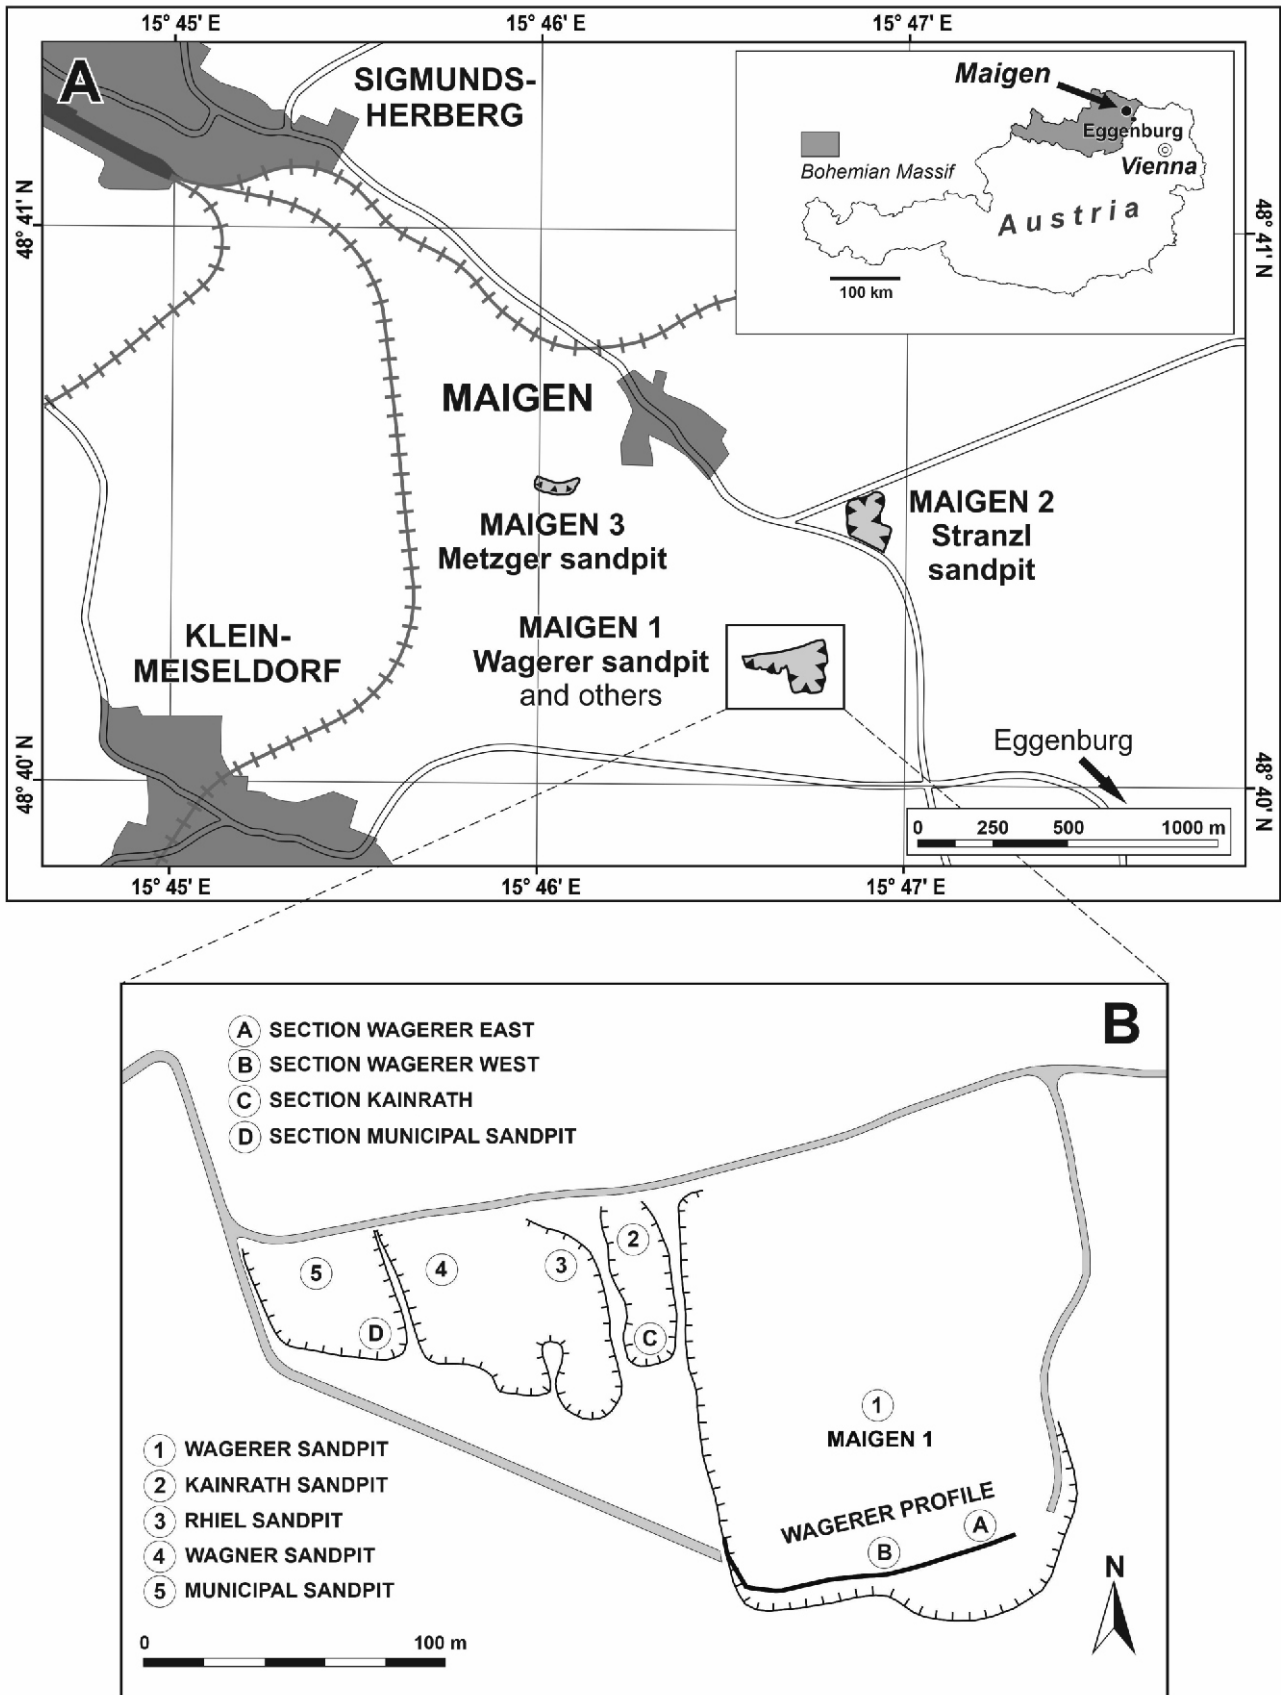 15° 45' E
15° 46' E
15° 47' E
A
SIGMUNDS-
HERBERG
Maigen
Eggenburg
Vienna
Bohemian Massif
Austria
100 km
48° 41' N
48° 41' N
MAIGEN
MAIGEN 3
Metzger sandpit
MAIGEN 2
Stranzl
sandpit
MAIGEN 1
Wagerer sandpit
and others
KLEIN-
MEISELDORF
Eggenburg
48° 40' N
48° 40' N
0 250 500 1000 m
15° 45' E
15° 46' E
15° 47' E
B
A SECTION WAGERER EAST
B SECTION WAGERER WEST
C SECTION KAINRATH
D SECTION MUNICIPAL SANDPIT
2
3
4
5
D
C
1
MAIGEN 1
WAGERER PROFILE
A
B
1 WAGERER SANDPIT
2 KAINRATH SANDPIT
3 RHIEL SANDPIT
4 WAGNER SANDPIT
5 MUNICIPAL SANDPIT
N
0 100 m